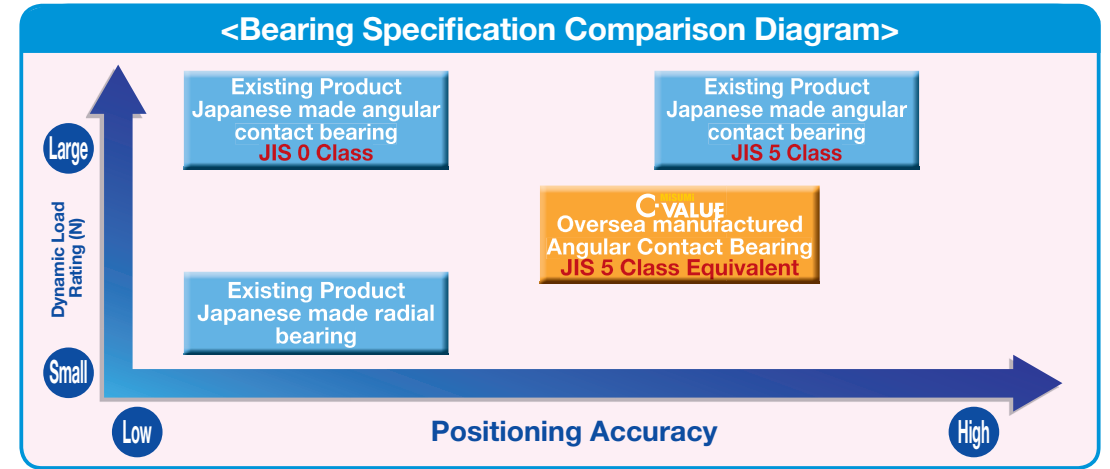 <Bearing Specification Comparison Diagram>
Existing Product
Japanese made angular
contact bearing
JIS 0 Class
Existing Product
Japanese made angular
contact bearing
JIS 5 Class
Large
MISUMI
C·VALUE
Oversea manufactured
Angular Contact Bearing
JIS 5 Class Equivalent
Dynamic Load
Rating (N)
Existing Product
Japanese made radial
bearing
Small
Low
Positioning Accuracy
High